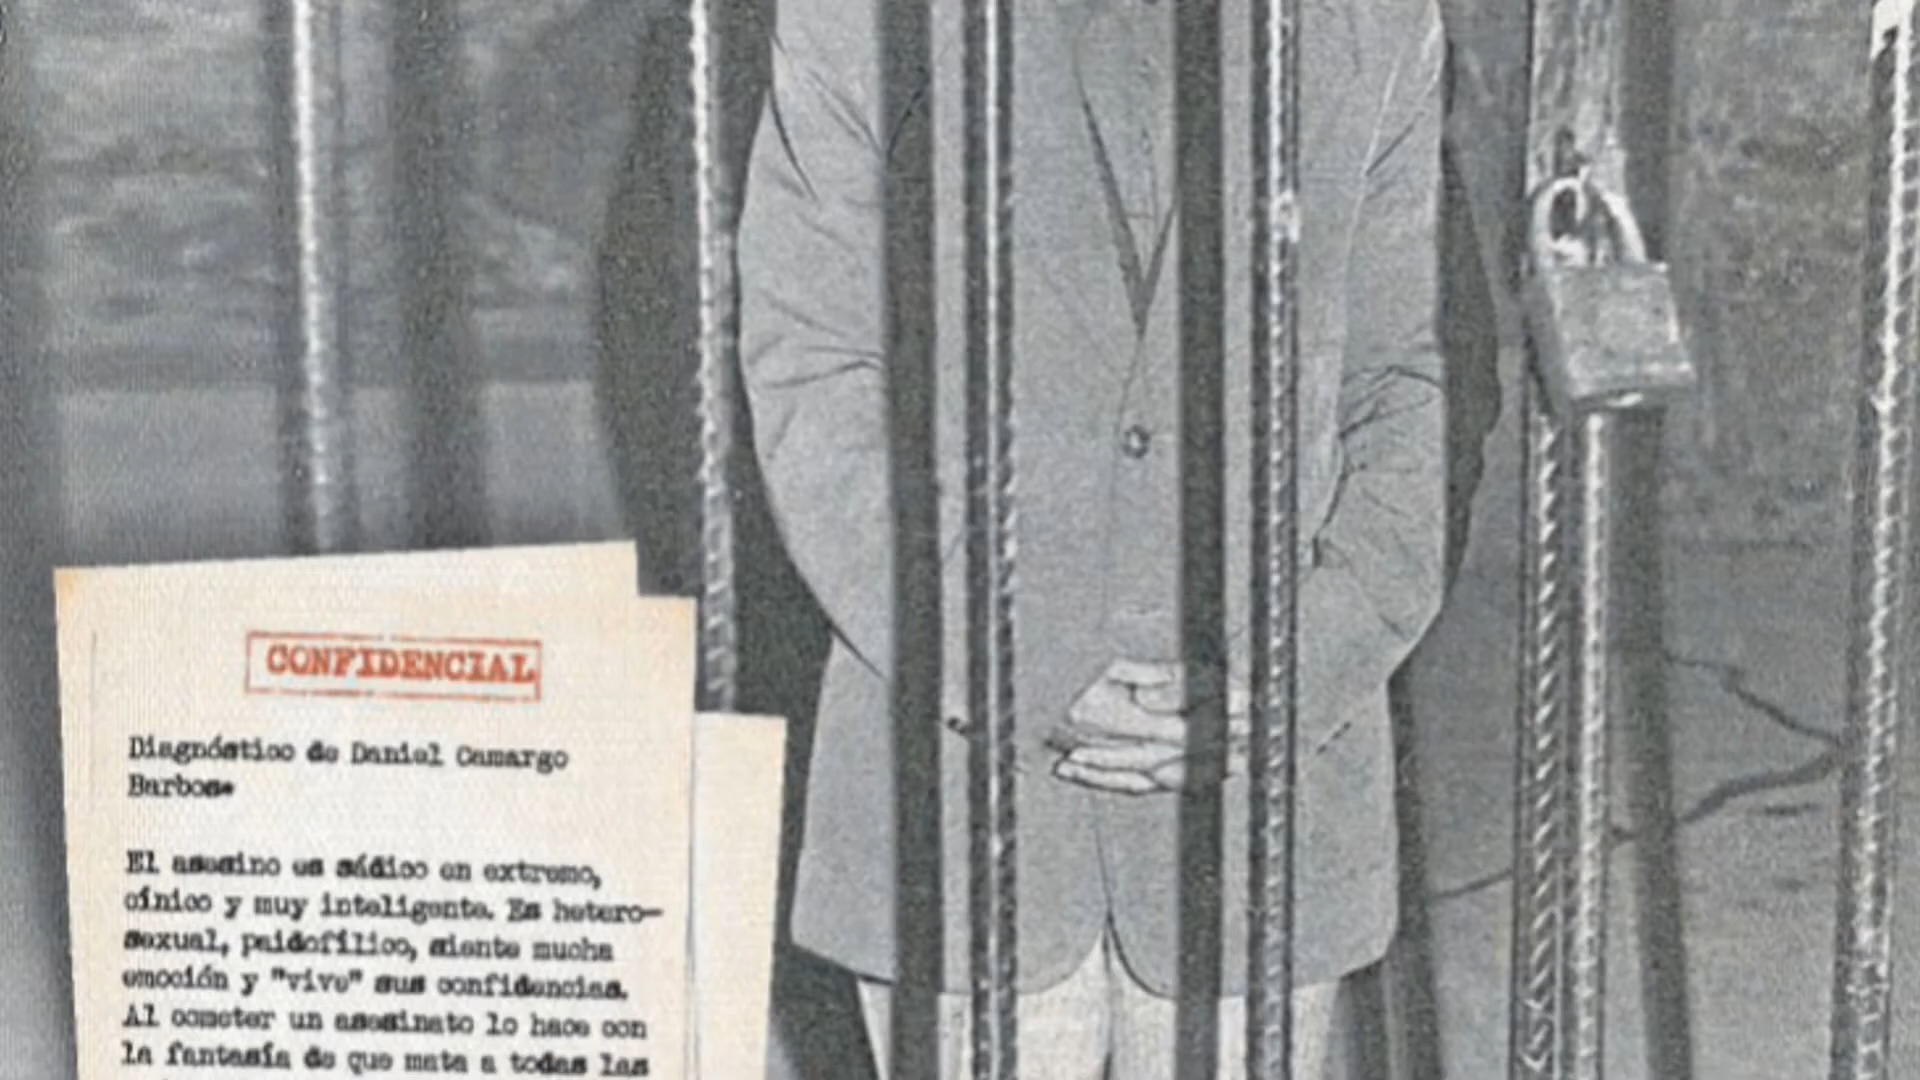 CONFIDENCIAL
Diagnóstico de Daniel Camargo
Barbosa
El asesino es sádico en extremo,
cínico y muy inteligente. Es hetero-
sexual, paidofílico, siente mucha
emoción y "vive" sus confidencias.
Al cometer un asesinato lo hace con
la fantasía de que mata a todas las